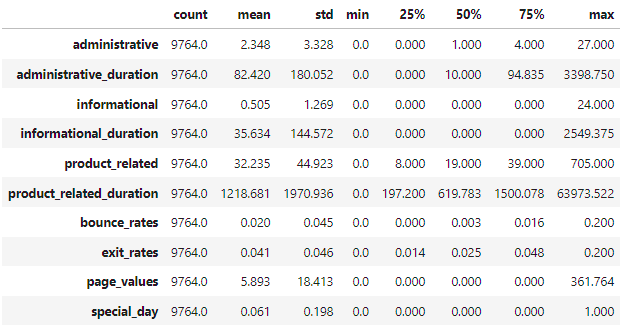 count mean std min 25% 50% 75% max
administrative 9764.0 2.348 3.328 0.0 0.000 1.000 4.000 27.000
administrative_duration 9764.0 82.420 180.052 0.0 0.000 10.000 94.835 3398.750
informational 9764.0 0.505 1.269 0.0 0.000 0.000 0.000 24.000
informational_duration 9764.0 35.634 144.572 0.0 0.000 0.000 0.000 2549.375
product_related 9764.0 32.235 44.923 0.0 8.000 19.000 39.000 705.000
product_related_duration 9764.0 1218.681 1970.936 0.0 197.200 619.783 1500.078 63973.522
bounce_rates 9764.0 0.020 0.045 0.0 0.000 0.003 0.016 0.200
exit_rates 9764.0 0.041 0.046 0.0 0.014 0.025 0.048 0.200
page_values 9764.0 5.893 18.413 0.0 0.000 0.000 0.000 361.764
special_day 9764.0 0.061 0.198 0.0 0.000 0.000 0.000 1.000